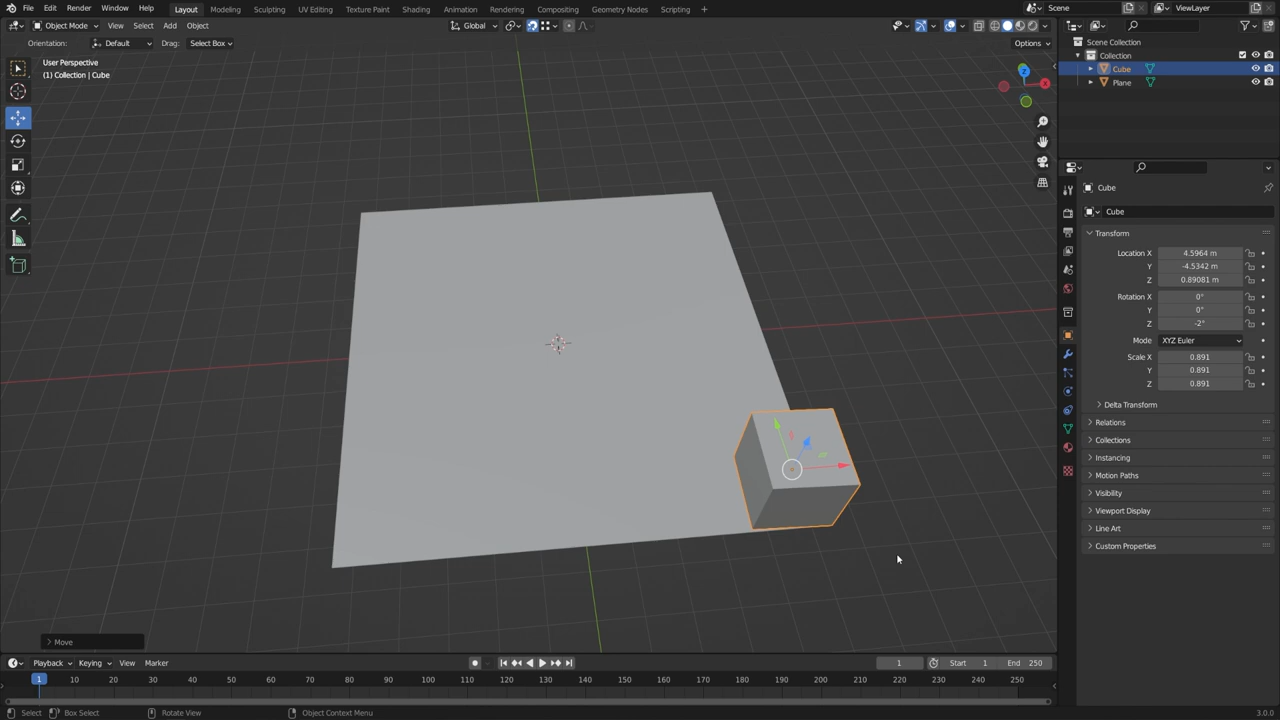 File Edit Render Window Help Layout Modeling Sculpting UV Editing Texture Paint Shading Animation Rendering Compositing Geometry Nodes Scripting + Scene ViewLayer
Object Mode View Select Add Object Global
Orientation: Default Drag: Select Box Options
User Perspective
(1) Collection | Cube
Z
X
Move
Scene Collection
Collection
Cube
Plane
Cube
Cube
Transform
Location X 4.5964 m
Y -4.5342 m
Z 0.89081 m
Rotation X 0°
Y 0°
Z -2°
Mode XYZ Euler
Scale X 0.891
Y 0.891
Z 0.891
Delta Transform
Relations
Collections
Instancing
Motion Paths
Visibility
Viewport Display
Line Art
Custom Properties
Playback Keying View Marker 1 Start 1 End 250
1 10 20 30 40 50 60 70 80 90 100 110 120 130 140 150 160 170 180 190 200 210 220 230 240 250
Select Box Select Rotate View Object Context Menu 3.0.0